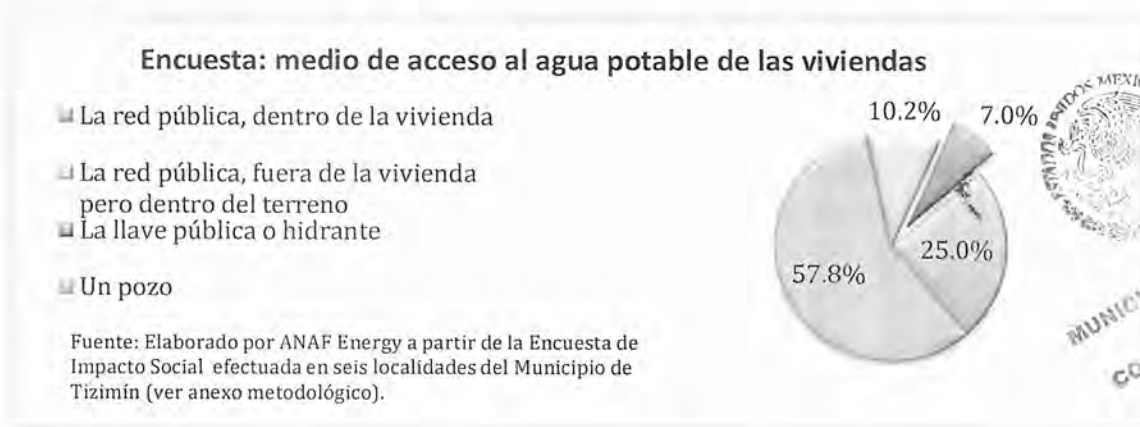 Encuesta: medio de acceso al agua potable de las viviendas
La red pública, dentro de la vivienda
La red pública, fuera de la vivienda
pero dentro del terreno
La llave pública o hidrante
Un pozo
10.2%
7.0%
25.0%
57.8%
Fuente: Elaborado por ANAF Energy a partir de la Encuesta de
Impacto Social efectuada en seis localidades del Municipio de
Tizimín (ver anexo metodológico).